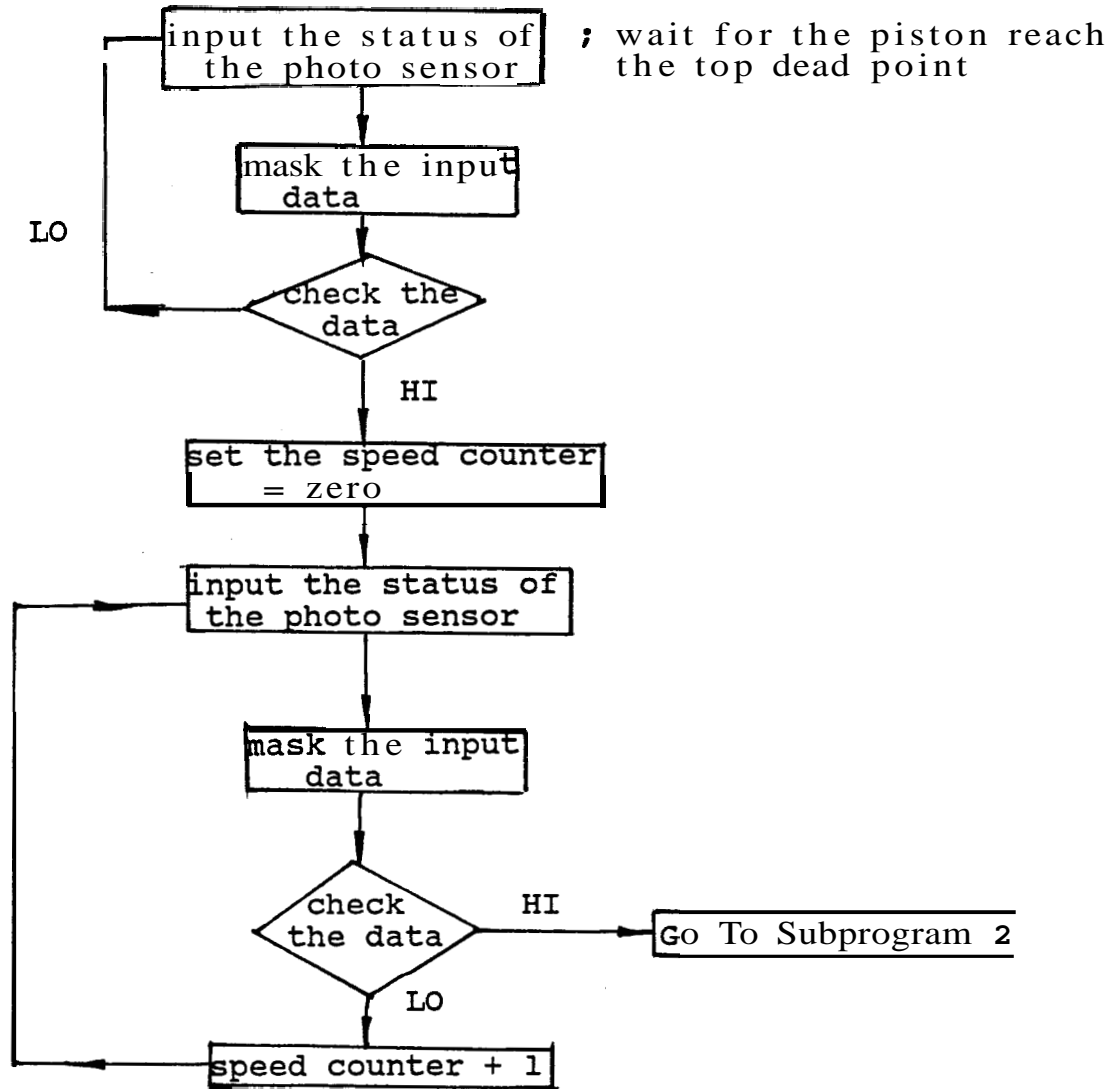 input the status of
the photo sensor
; wait for the piston reach
the top dead point
mask the input
data
LO
check the
data
HI
set the speed counter
= zero
input the status of
the photo sensor
mask the input
data
check
the data
HI
Go To Subprogram 2
LO
speed counter + 1